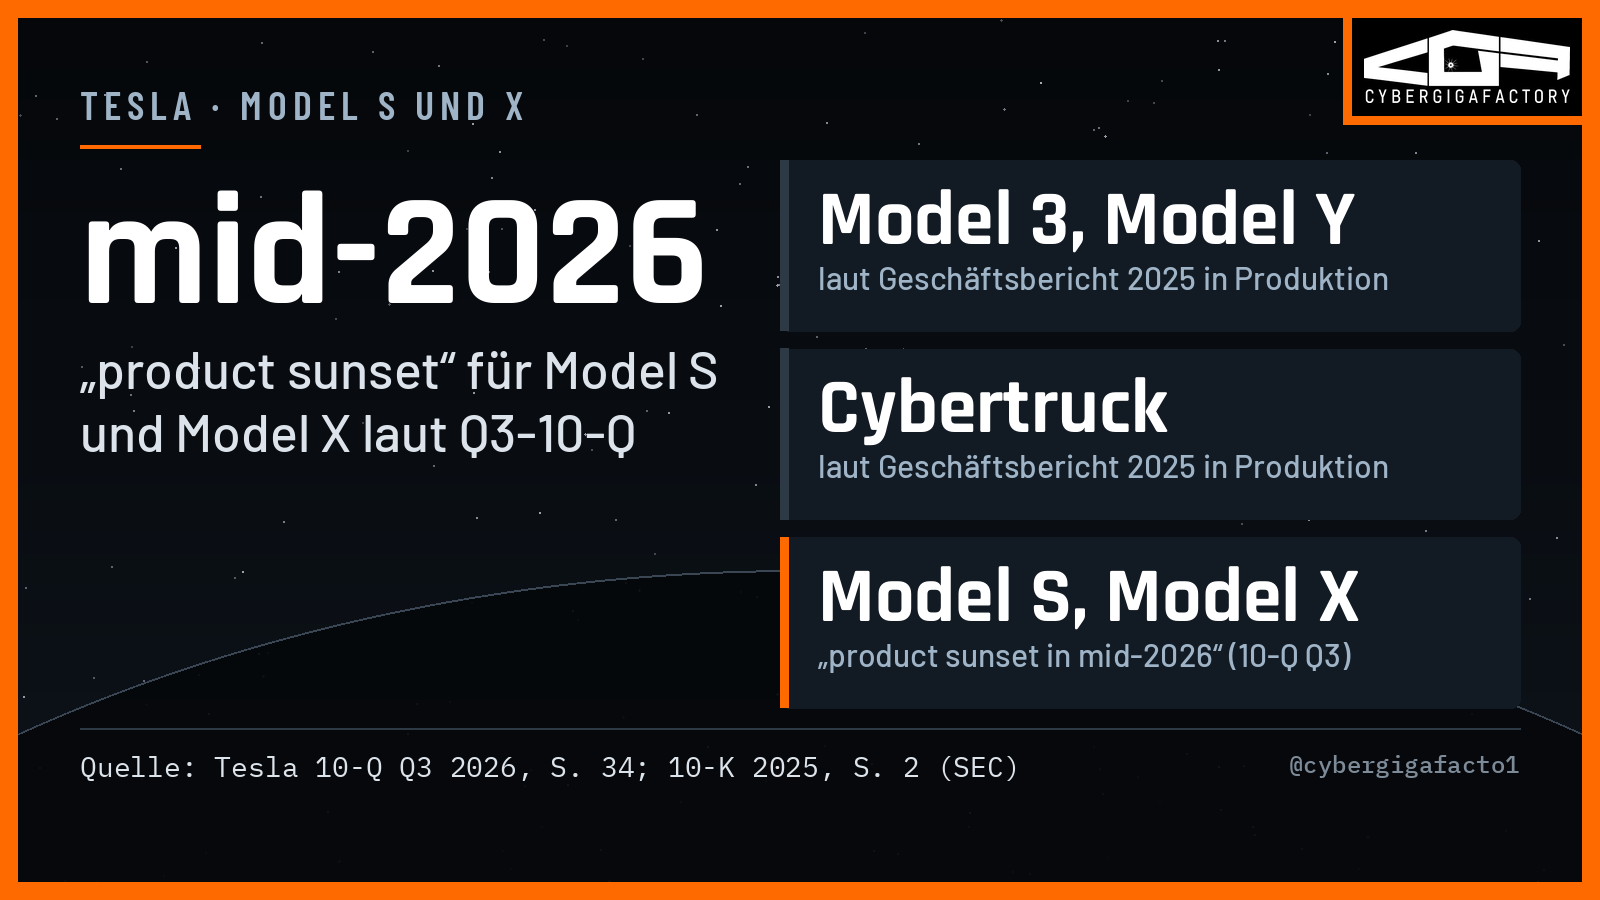 CYBERGIGAFACTORY
TESLA · MODEL S UND X
mid-2026
„product sunset“ für Model S
und Model X laut Q3-10-Q
Model 3, Model Y
laut Geschäftsbericht 2025 in Produktion
Cybertruck
laut Geschäftsbericht 2025 in Produktion
Model S, Model X
„product sunset in mid-2026“ (10-Q Q3)
Quelle: Tesla 10-Q Q3 2026, S. 34; 10-K 2025, S. 2 (SEC)
@cybergigafacto1